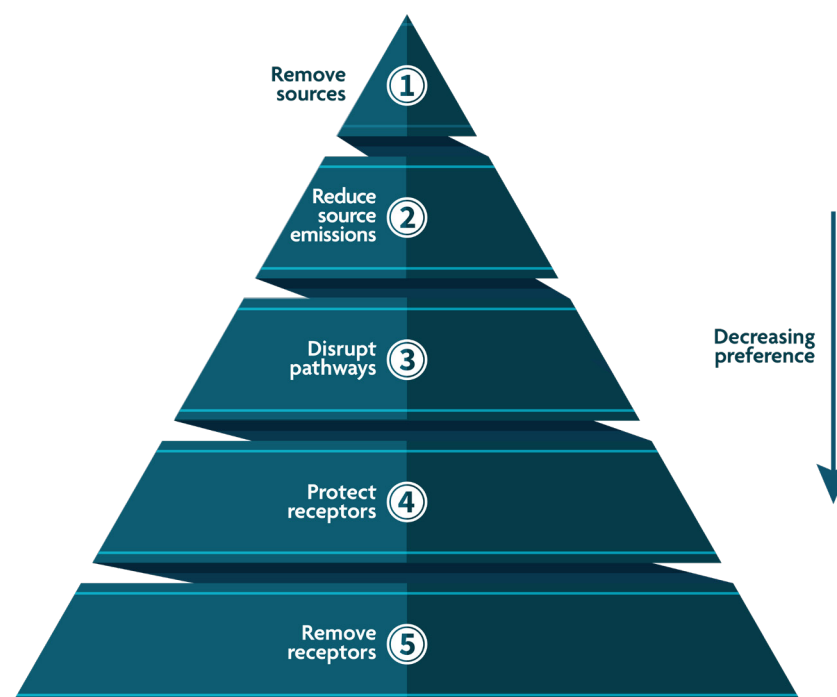 Remove
sources
1
Reduce
source
emissions
2
Disrupt
pathways
3
Decreasing
preference
Protect
receptors
4
Remove
receptors
5